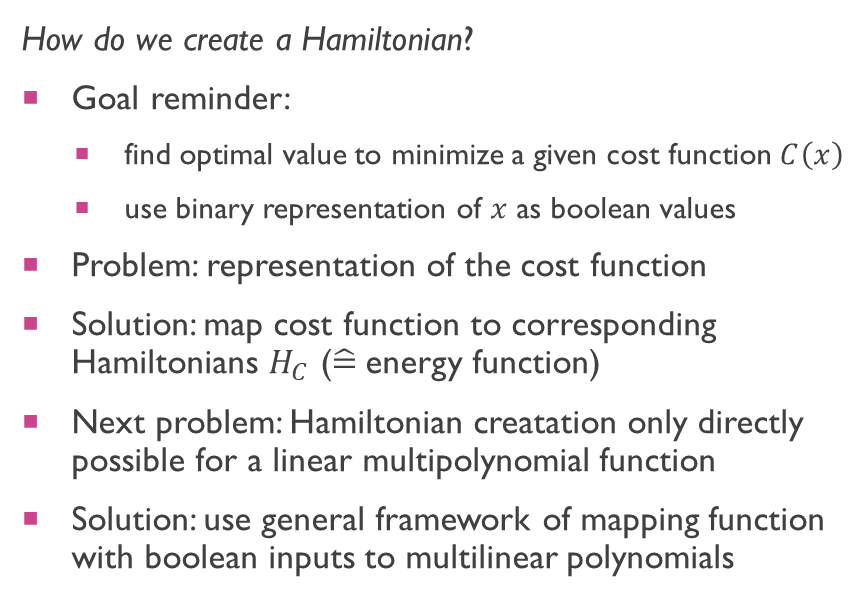 How do we create a Hamiltonian?
Goal reminder:
find optimal value to minimize a given cost function C(x)
use binary representation of x as boolean values
Problem: representation of the cost function
Solution: map cost function to corresponding
Hamiltonians H_C (≙ energy function)
Next problem: Hamiltonian creatation only directly
possible for a linear multipolynomial function
Solution: use general framework of mapping function
with boolean inputs to multilinear polynomials